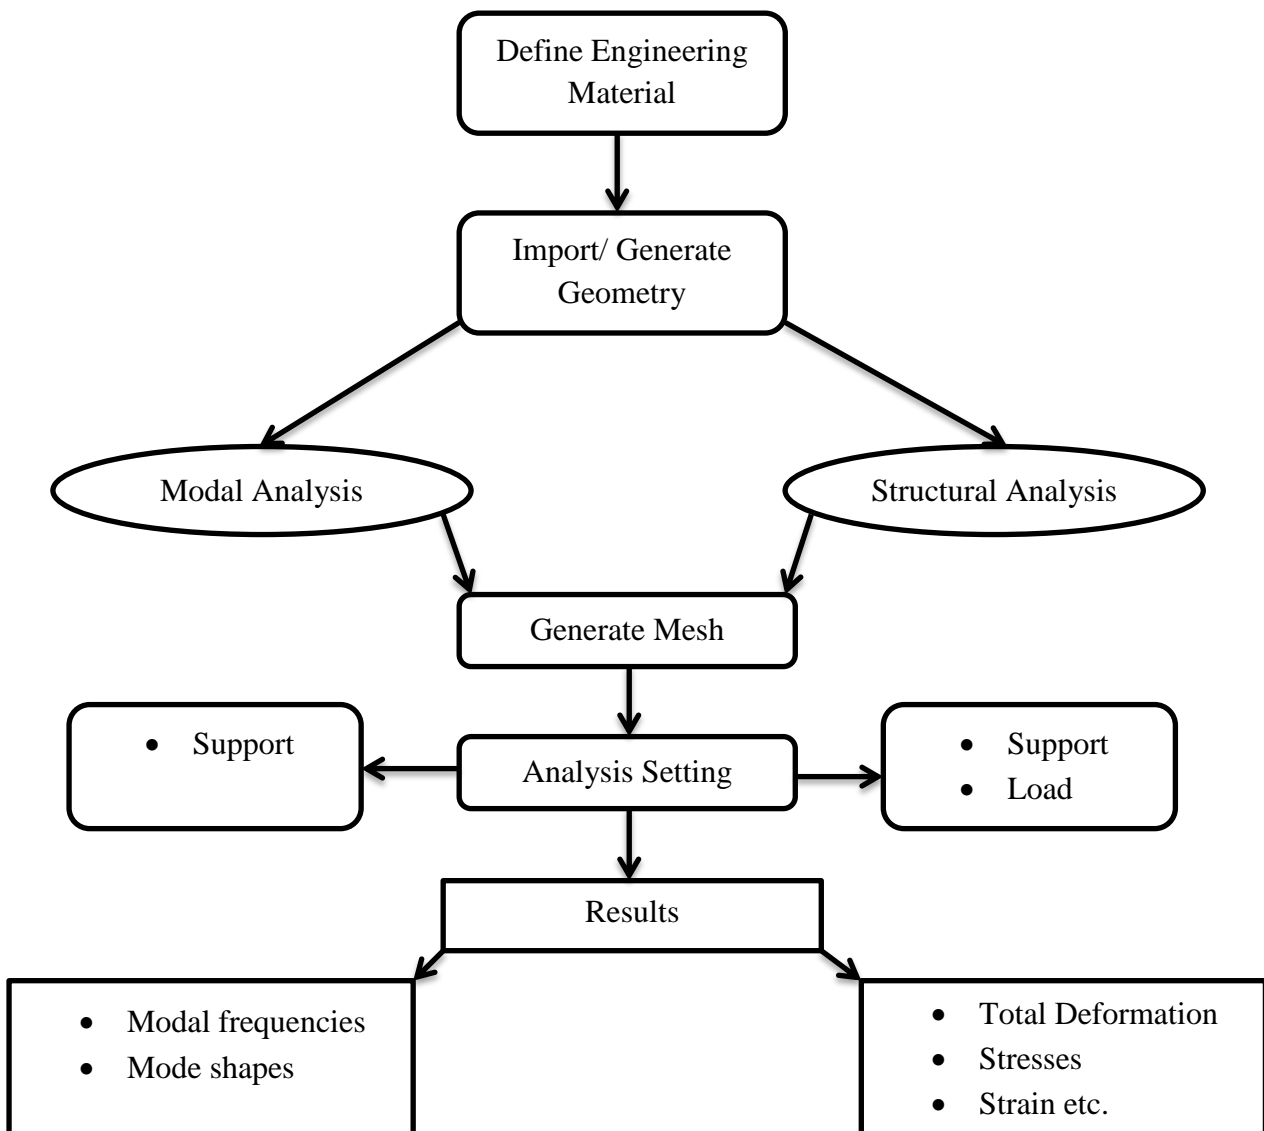 Define Engineering
Material
Import/ Generate
Geometry
Modal Analysis
Structural Analysis
Generate Mesh
• Support
Analysis Setting
• Support
• Load
Results
• Modal frequencies
• Mode shapes
• Total Deformation
• Stresses
• Strain etc.